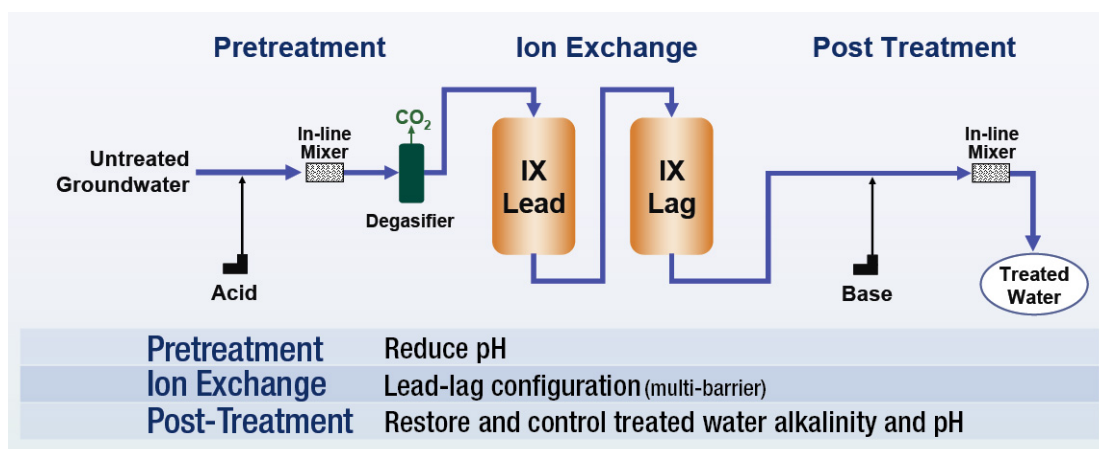 Pretreatment
Ion Exchange
Post Treatment
CO₂
In-line
Mixer
Untreated
Groundwater
Degasifier
Acid
IX
Lead
IX
Lag
Base
In-line
Mixer
Treated
Water
Pretreatment Reduce pH
Ion Exchange Lead-lag configuration (multi-barrier)
Post-Treatment Restore and control treated water alkalinity and pH